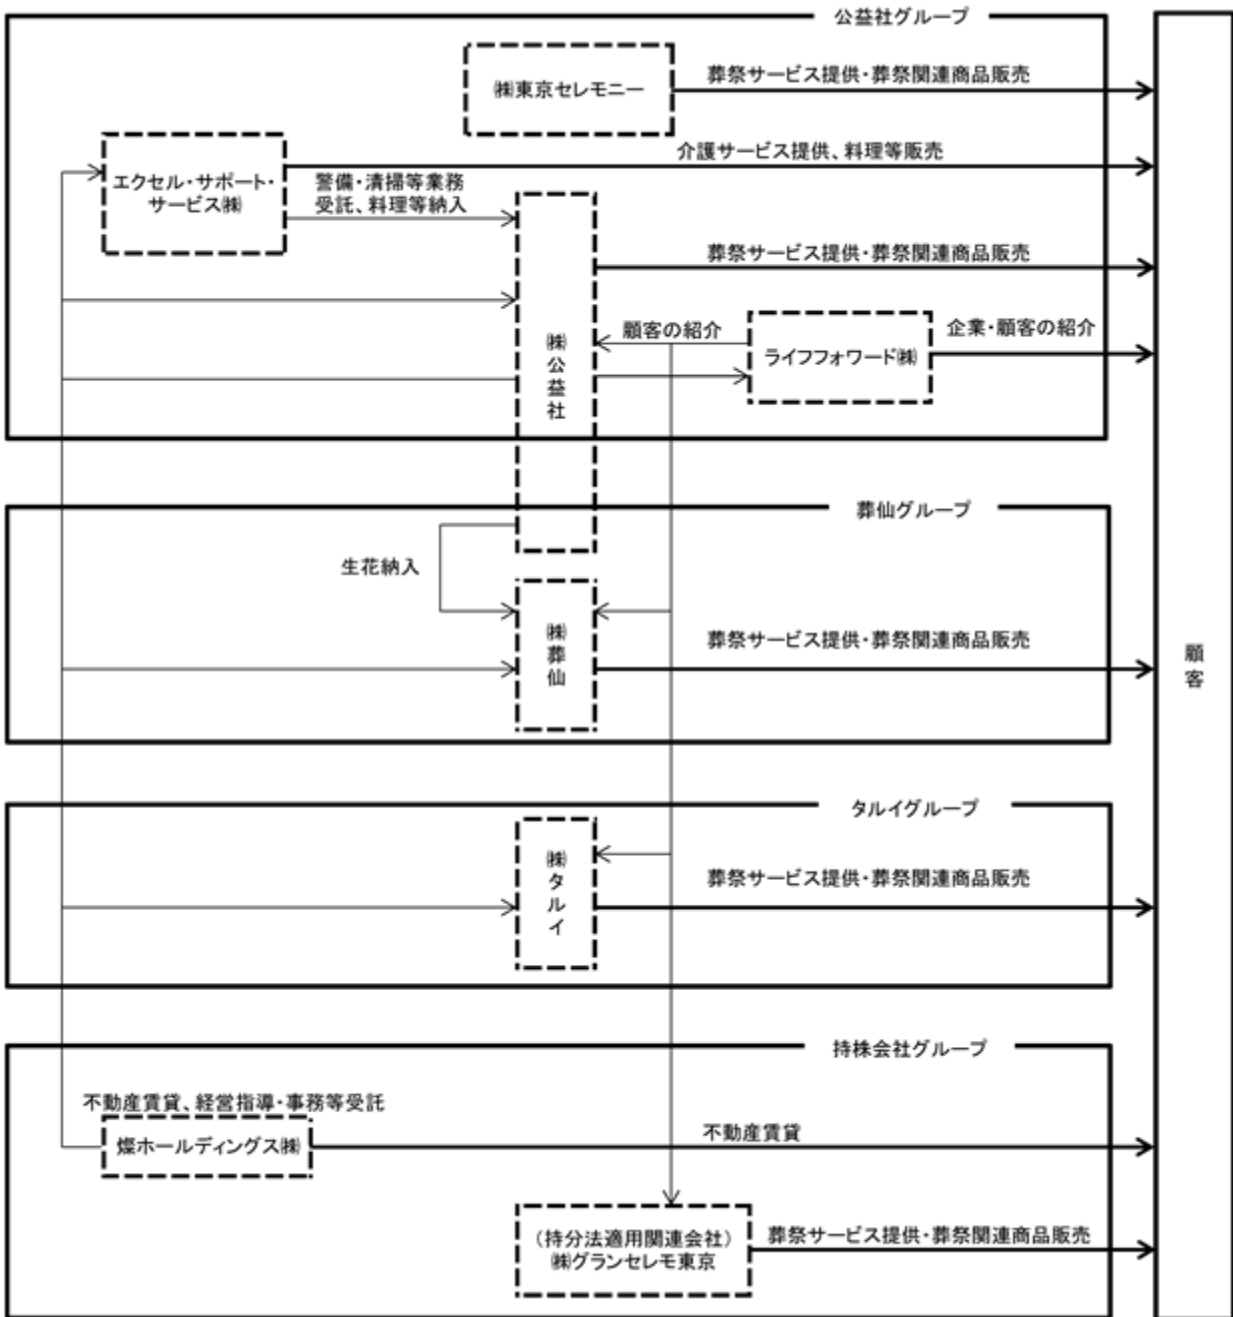 公益社グループ
㈱東京セレモニー
葬祭サービス提供・葬祭関連商品販売
介護サービス提供、料理等販売
エクセル・サポート・
サービス㈱
警備・清掃等業務
受託、料理等納入
葬祭サービス提供・葬祭関連商品販売
㈱公益社
顧客の紹介
ライフフォワード㈱
企業・顧客の紹介
葬仙グループ
生花納入
㈱葬仙
葬祭サービス提供・葬祭関連商品販売
顧客
タルイグループ
㈱タルイ
葬祭サービス提供・葬祭関連商品販売
持株会社グループ
不動産賃貸、経営指導・事務等受託
燦ホールディングス㈱
不動産賃貸
（持分法適用関連会社）
㈱グランセレモ東京
葬祭サービス提供・葬祭関連商品販売